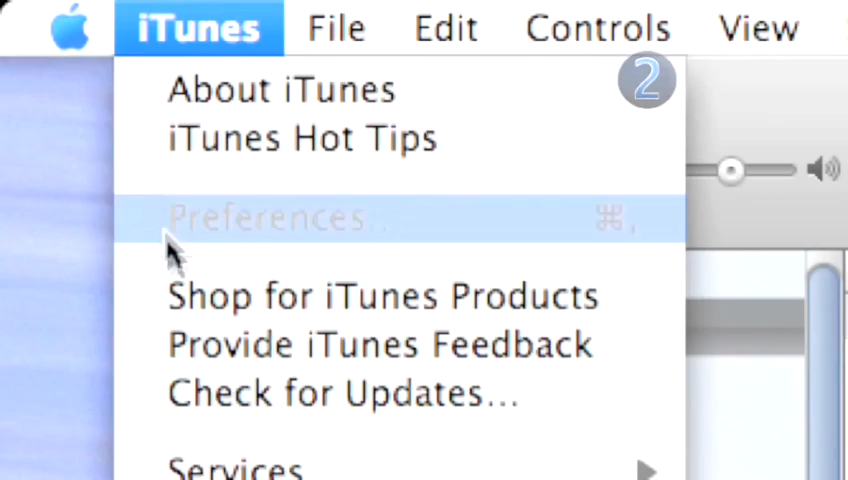 iTunes File Edit Controls View
2
About iTunes
iTunes Hot Tips
Preferences... ⌘,
Shop for iTunes Products
Provide iTunes Feedback
Check for Updates...
Services